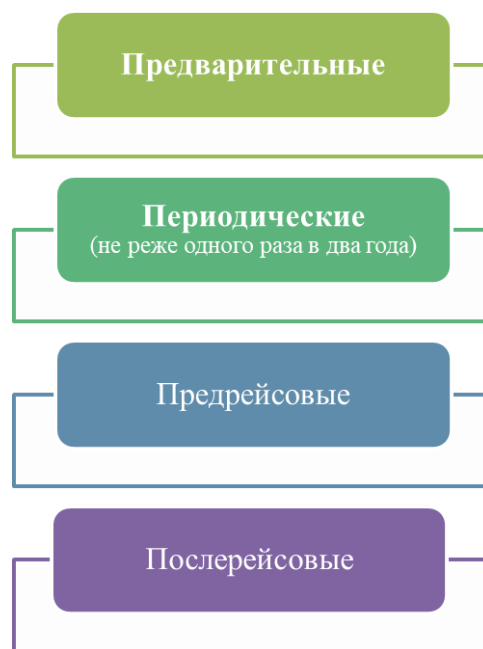 Предварительные
Периодические
(не реже одного раза в два года)
Предрейсовые
Послерейсовые